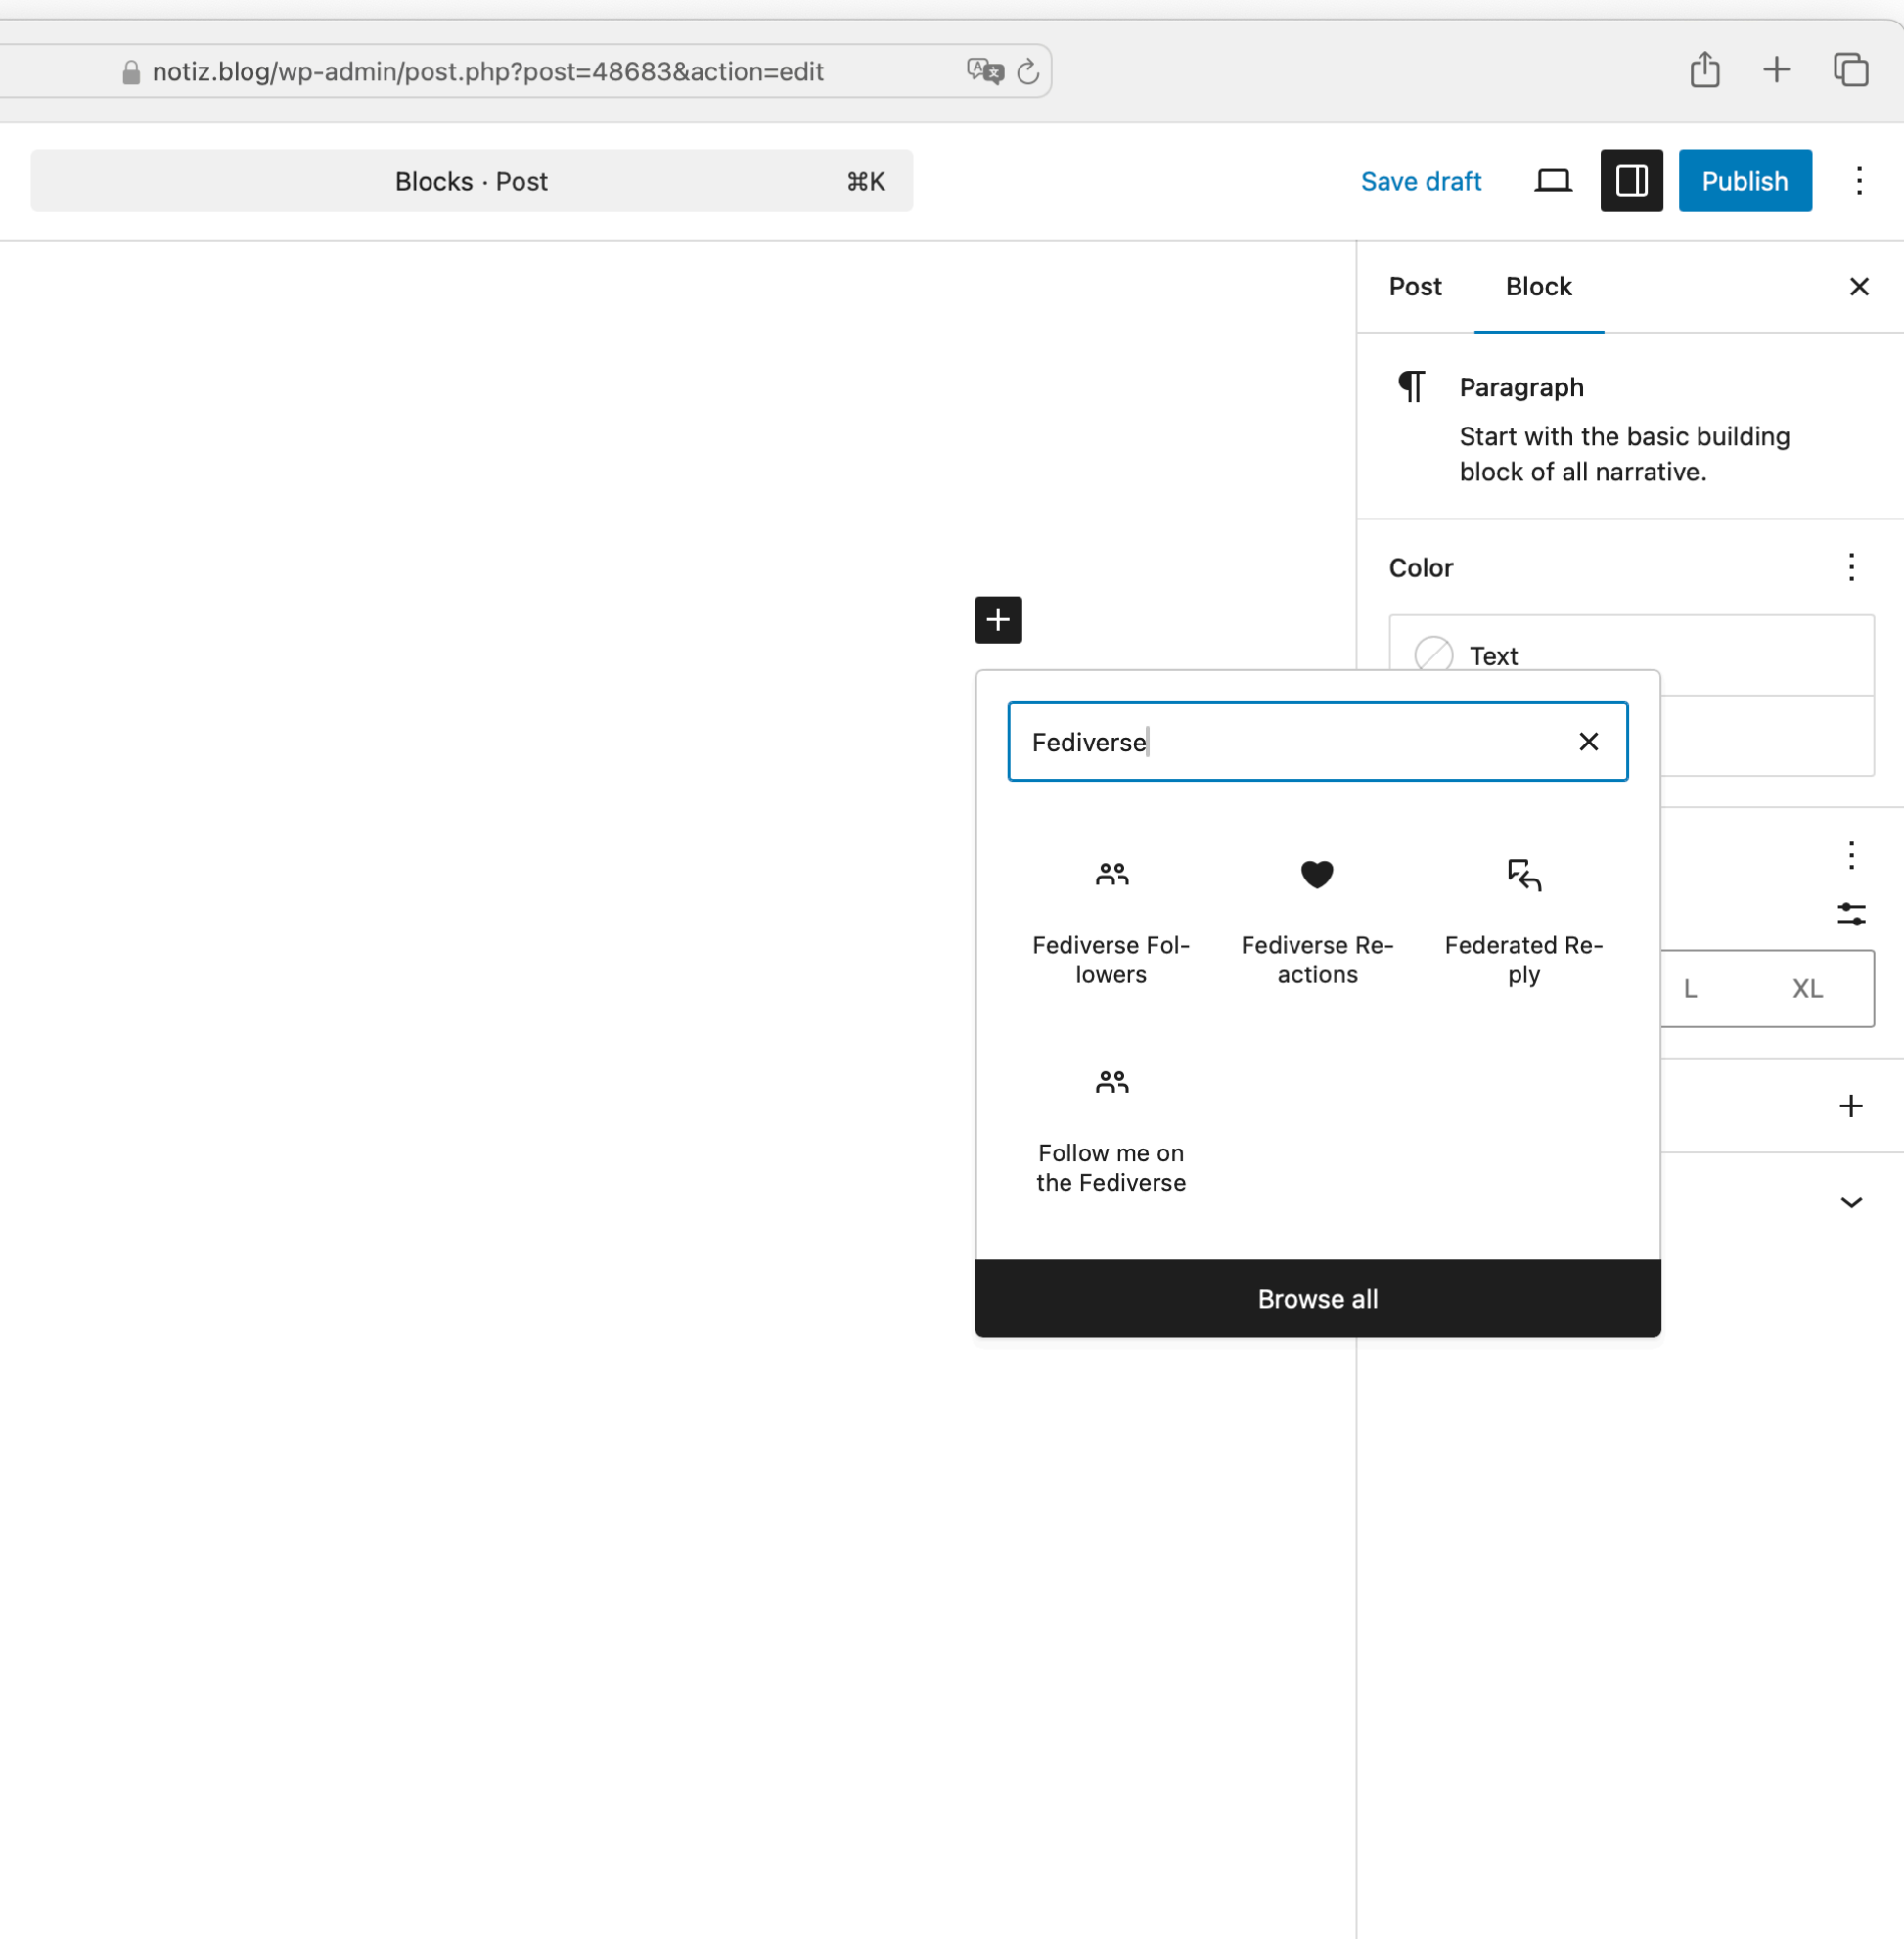 notiz.blog/wp-admin/post.php?post=48683&action=edit
Blocks · Post ⌘K
Save draft
Publish
Post
Block
Paragraph
Start with the basic building
block of all narrative.
Color
Text
Fediverse
Fediverse Fol-
lowers
Fediverse Re-
actions
Federated Re-
ply
L
XL
Follow me on
the Fediverse
Browse all